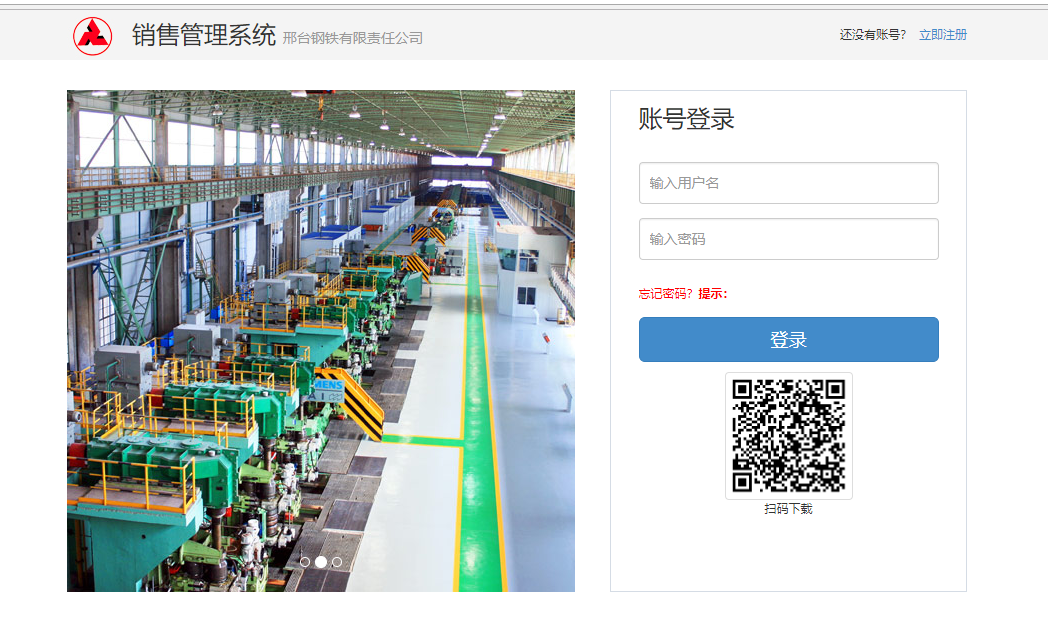 销售管理系统 邢台钢铁有限责任公司
还没有账号? 立即注册
账号登录
输入用户名
输入密码
忘记密码? 提示:
登录
扫码下载